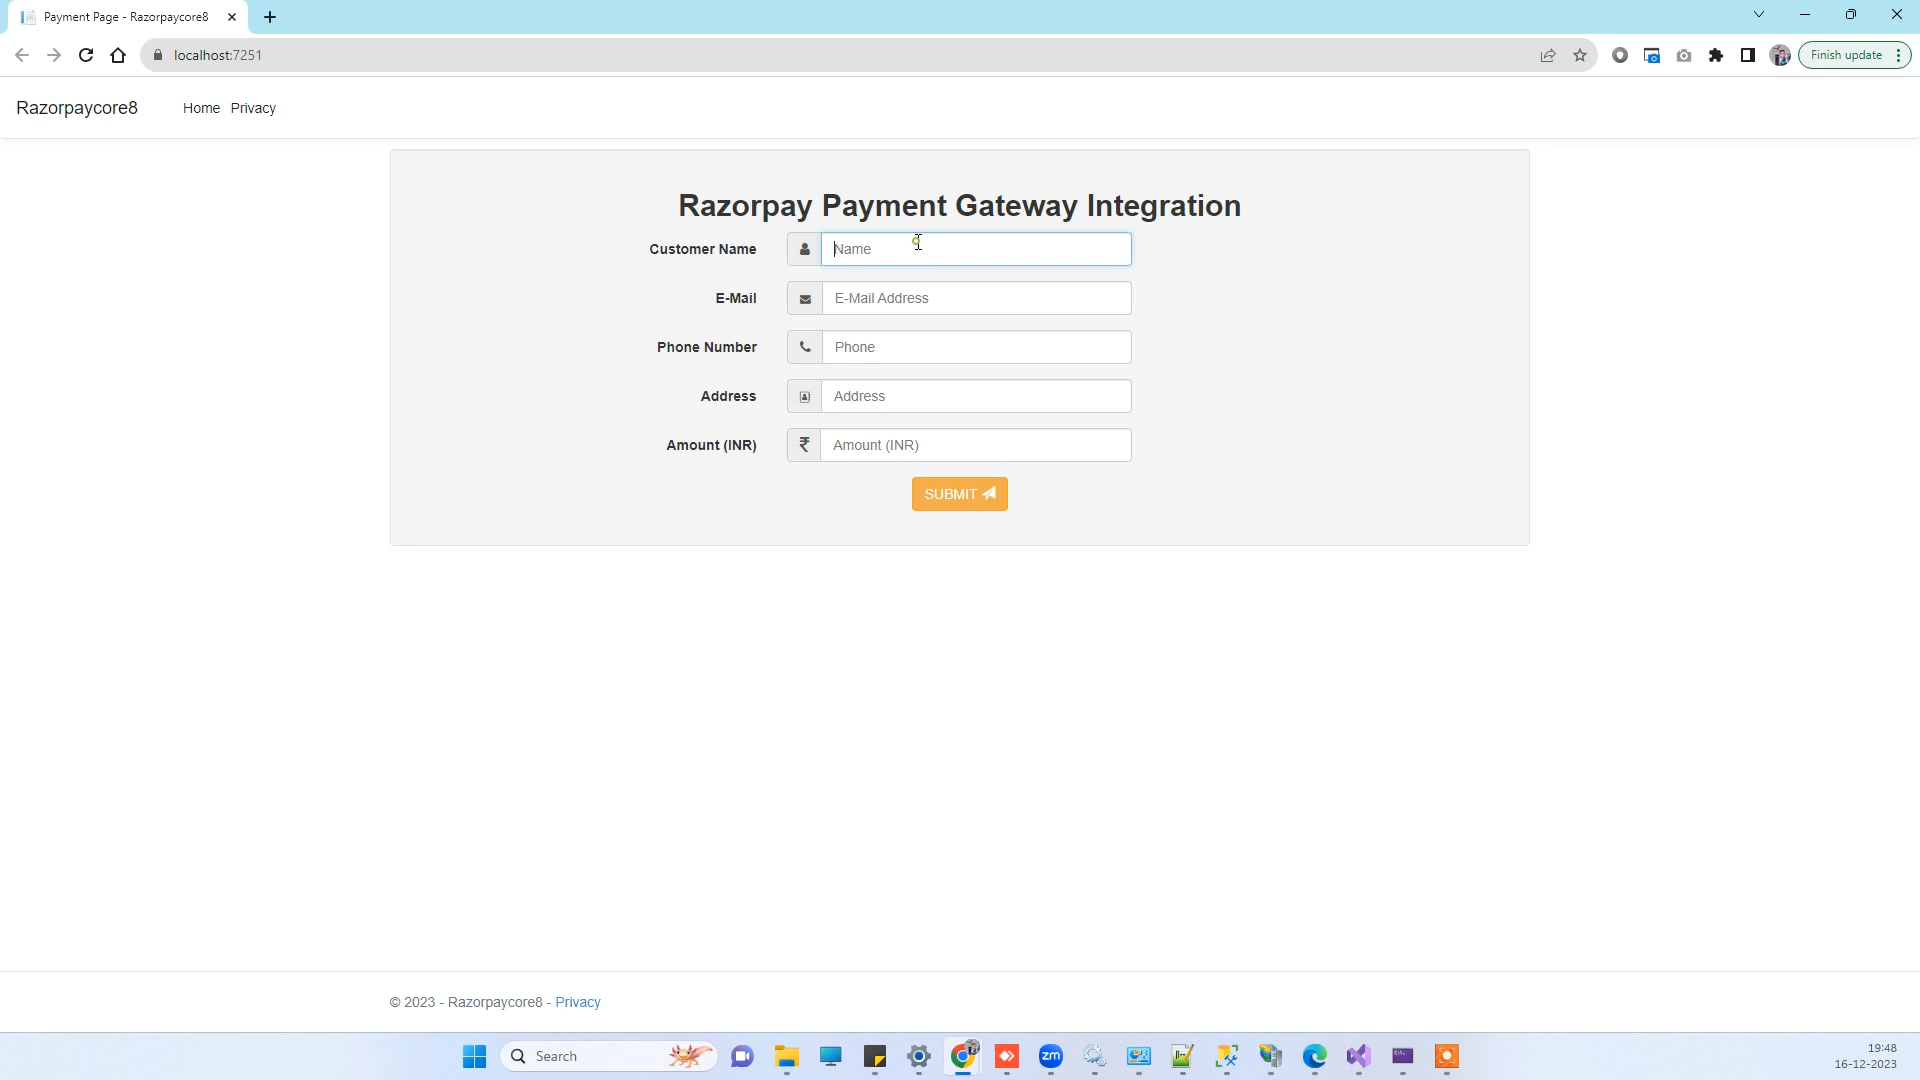 Payment Page - Razorpaycore8
localhost:7251
Finish update
Razorpaycore8 Home Privacy
Razorpay Payment Gateway Integration
Customer Name Name
E-Mail E-Mail Address
Phone Number Phone
Address Address
Amount (INR) ₹ Amount (INR)
SUBMIT
© 2023 - Razorpaycore8 - Privacy
Search
zm
19:48
16-12-2023